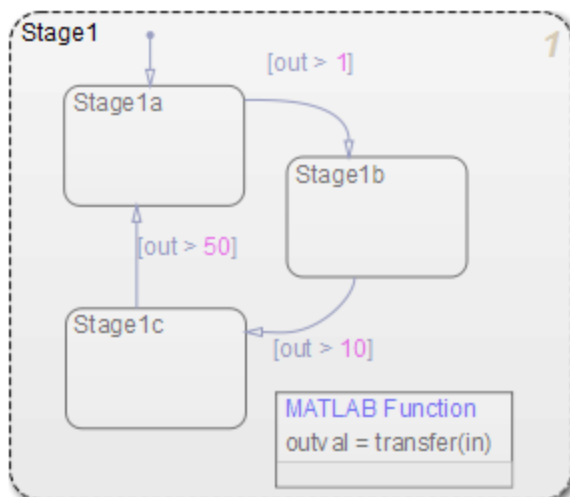 Stage1
1
[out > 1]
Stage1a
Stage1b
[out > 50]
Stage1c
[out > 10]
MATLAB Function
outval = transfer(in)